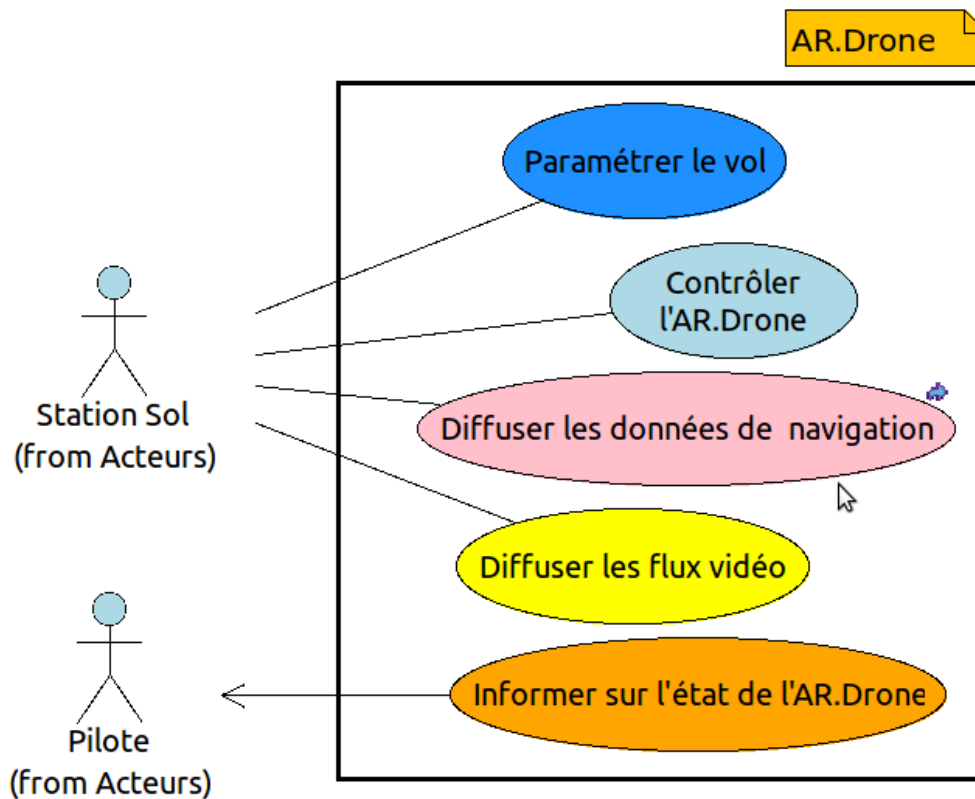 AR.Drone
Paramétrer le vol
Contrôler
l'AR.Drone
Station Sol
(from Acteurs)
Diffuser les données de navigation
Diffuser les flux vidéo
Informer sur l'état de l'AR.Drone
Pilote
(from Acteurs)